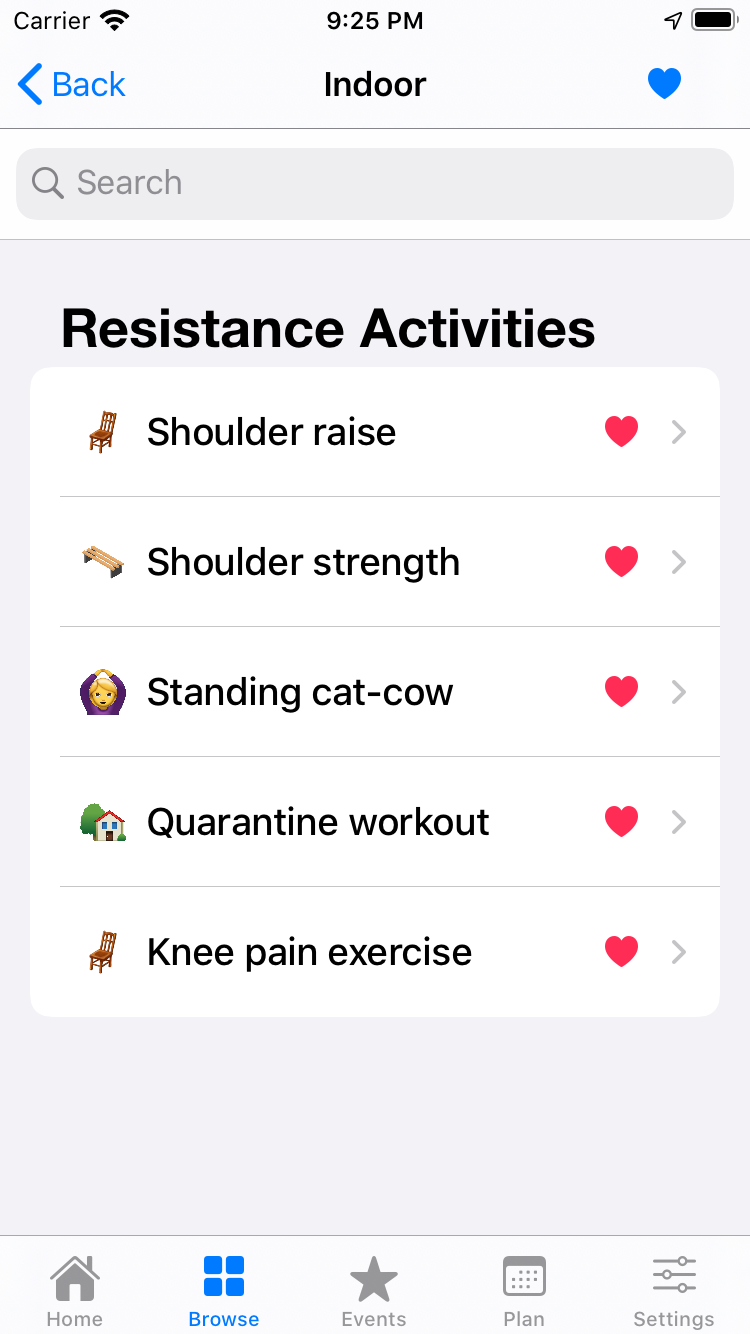 Carrier 9:25 PM
Back Indoor
Search
Resistance Activities
Shoulder raise
Shoulder strength
Standing cat-cow
Quarantine workout
Knee pain exercise
Home Browse Events Plan Settings